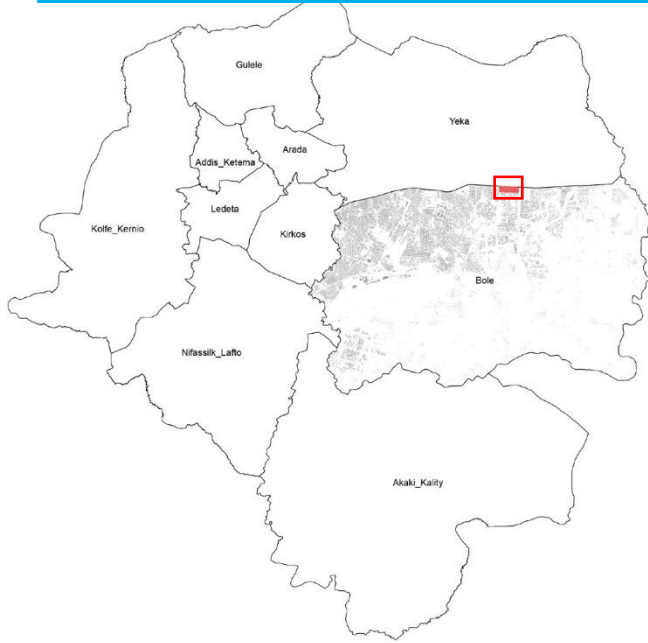 Gulele
Yeka
Arada
Addis_Ketema
Ledeta
Kolfe_Kernio
Kirkos
Bole
Nifassilk_Lafto
Akaki_Kality